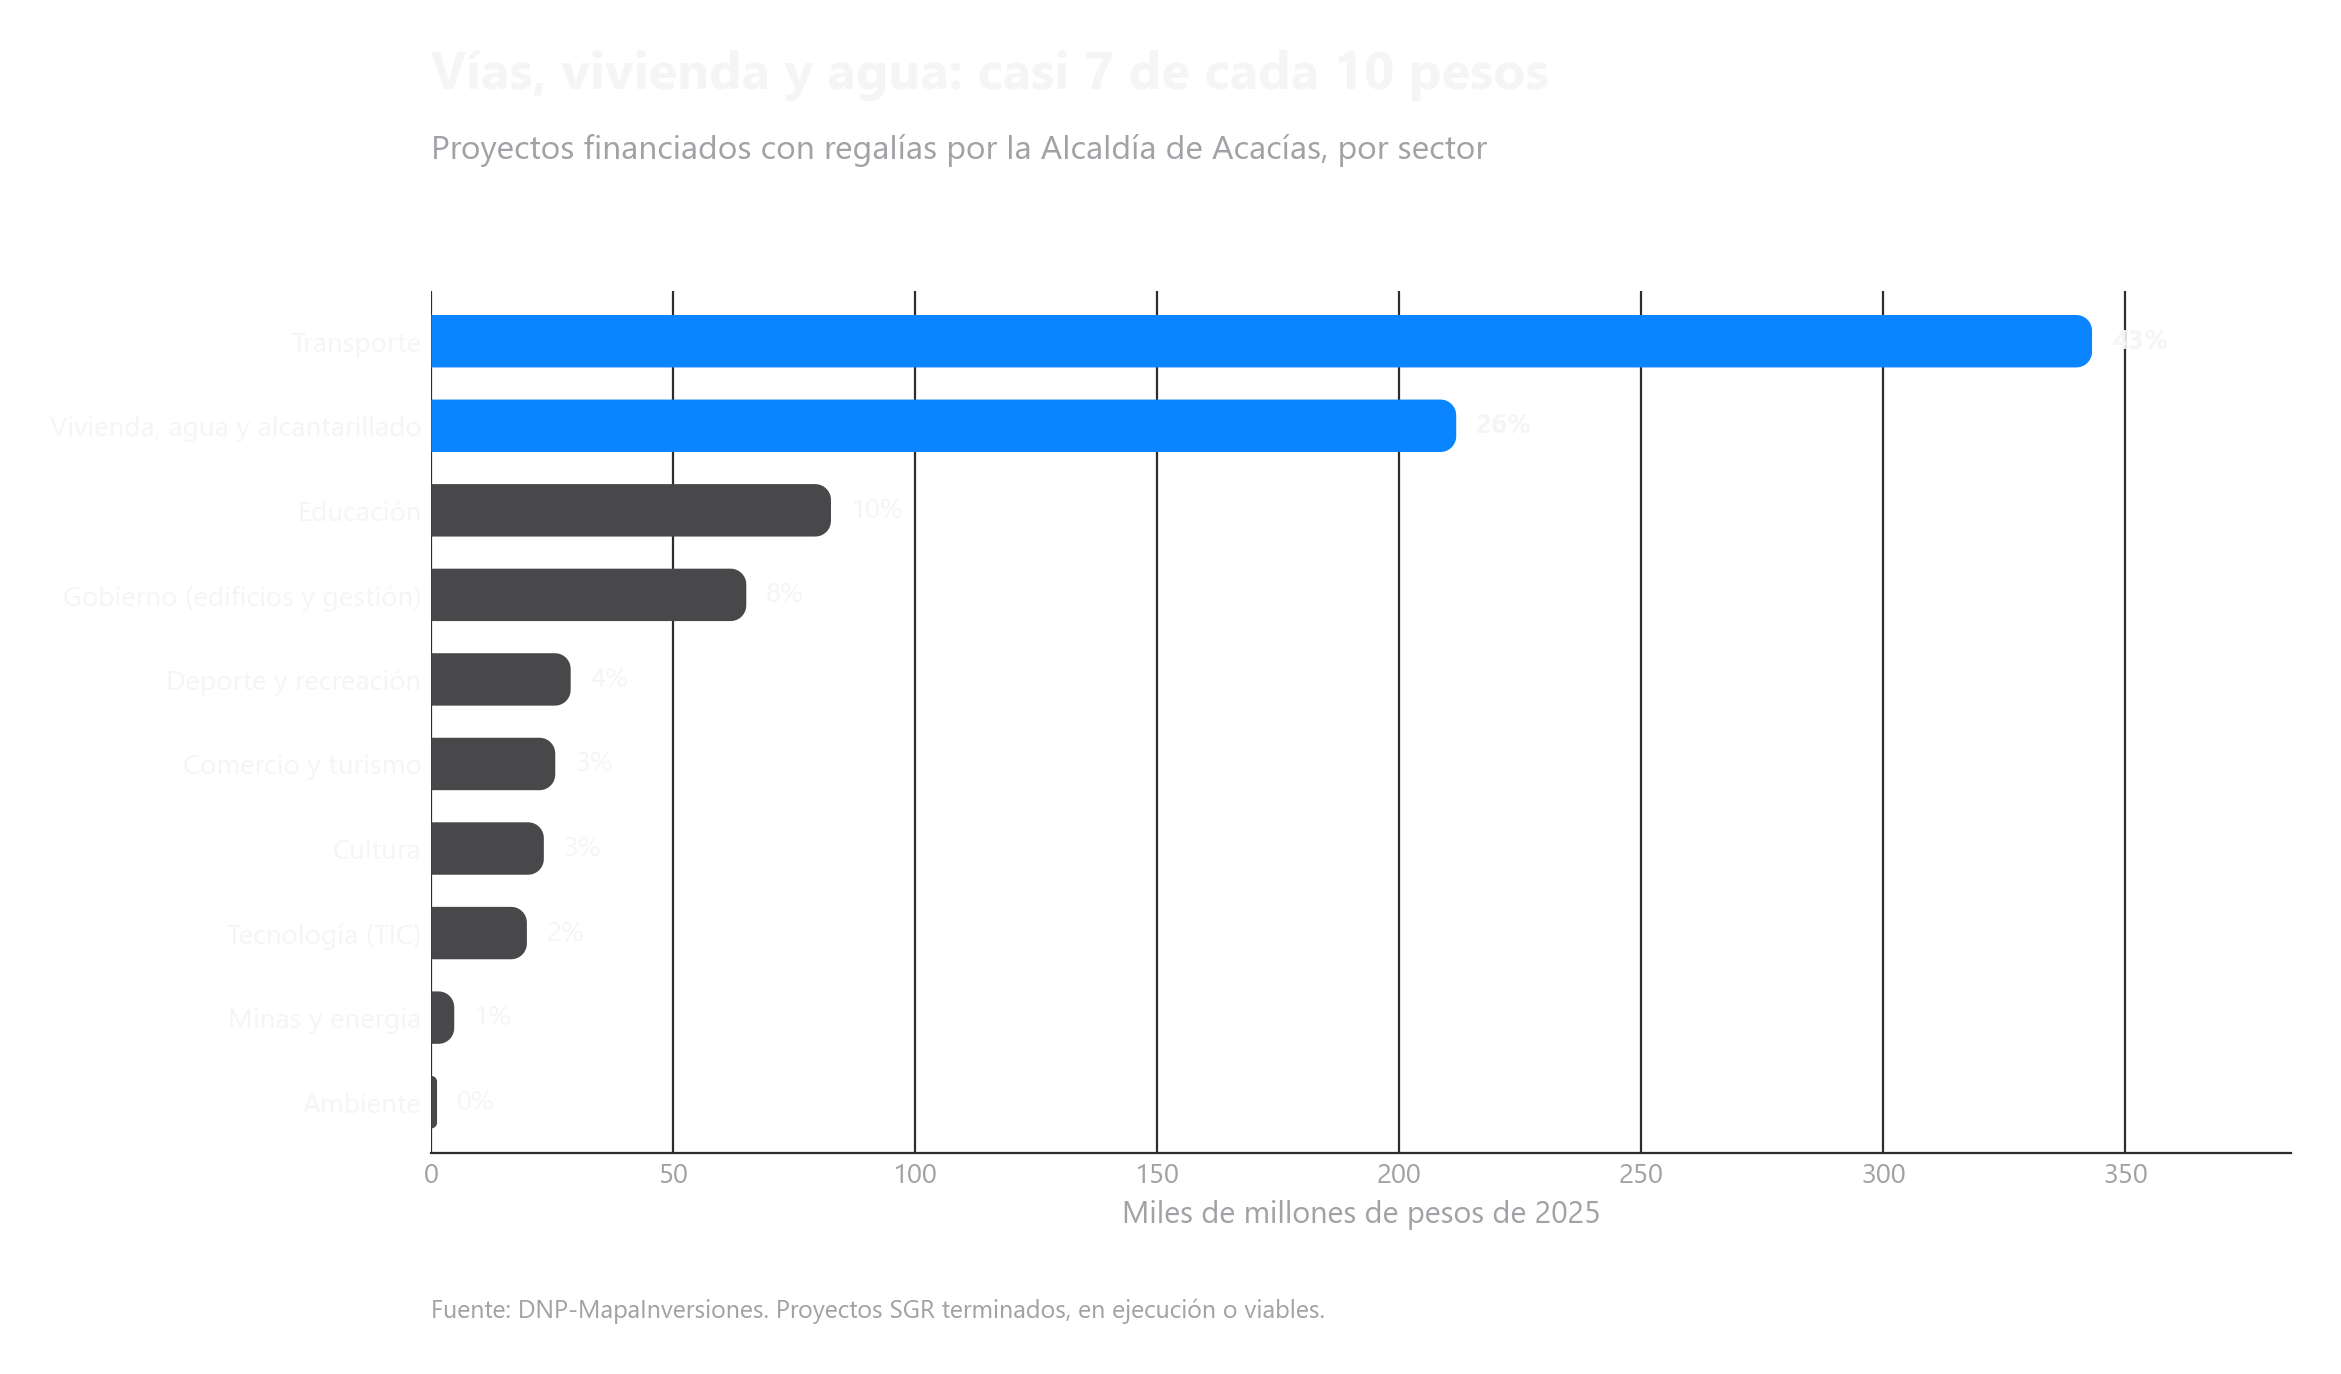 Vías, vivienda y agua: casi 7 de cada 10 pesos
Proyectos financiados con regalías por la Alcaldía de Acacías, por sector
Transporte 43%
Vivienda, agua y alcantarillado 26%
Educación 10%
Gobierno (edificios y gestión) 8%
Deporte y recreación 4%
Comercio y turismo 3%
Cultura 3%
Tecnología (TIC) 2%
Minas y energía 1%
Ambiente 0%
0 50 100 150 200 250 300 350
Miles de millones de pesos de 2025
Fuente: DNP-MapaInversiones. Proyectos SGR terminados, en ejecución o viables.